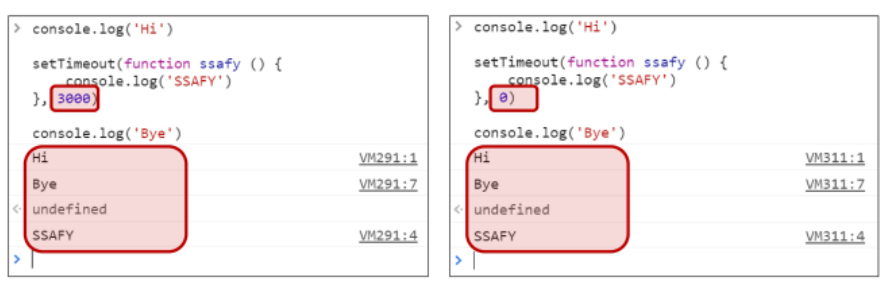 > console.log('Hi')
setTimeout(function ssafy () {
console.log('SSAFY')
}, 3000)
console.log('Bye')
Hi VM291:1
Bye VM291:7
undefined
SSAFY VM291:4
>
> console.log('Hi')
setTimeout(function ssafy () {
console.log('SSAFY')
}, 0)
console.log('Bye')
Hi VM311:1
Bye VM311:7
undefined
SSAFY VM311:4
>